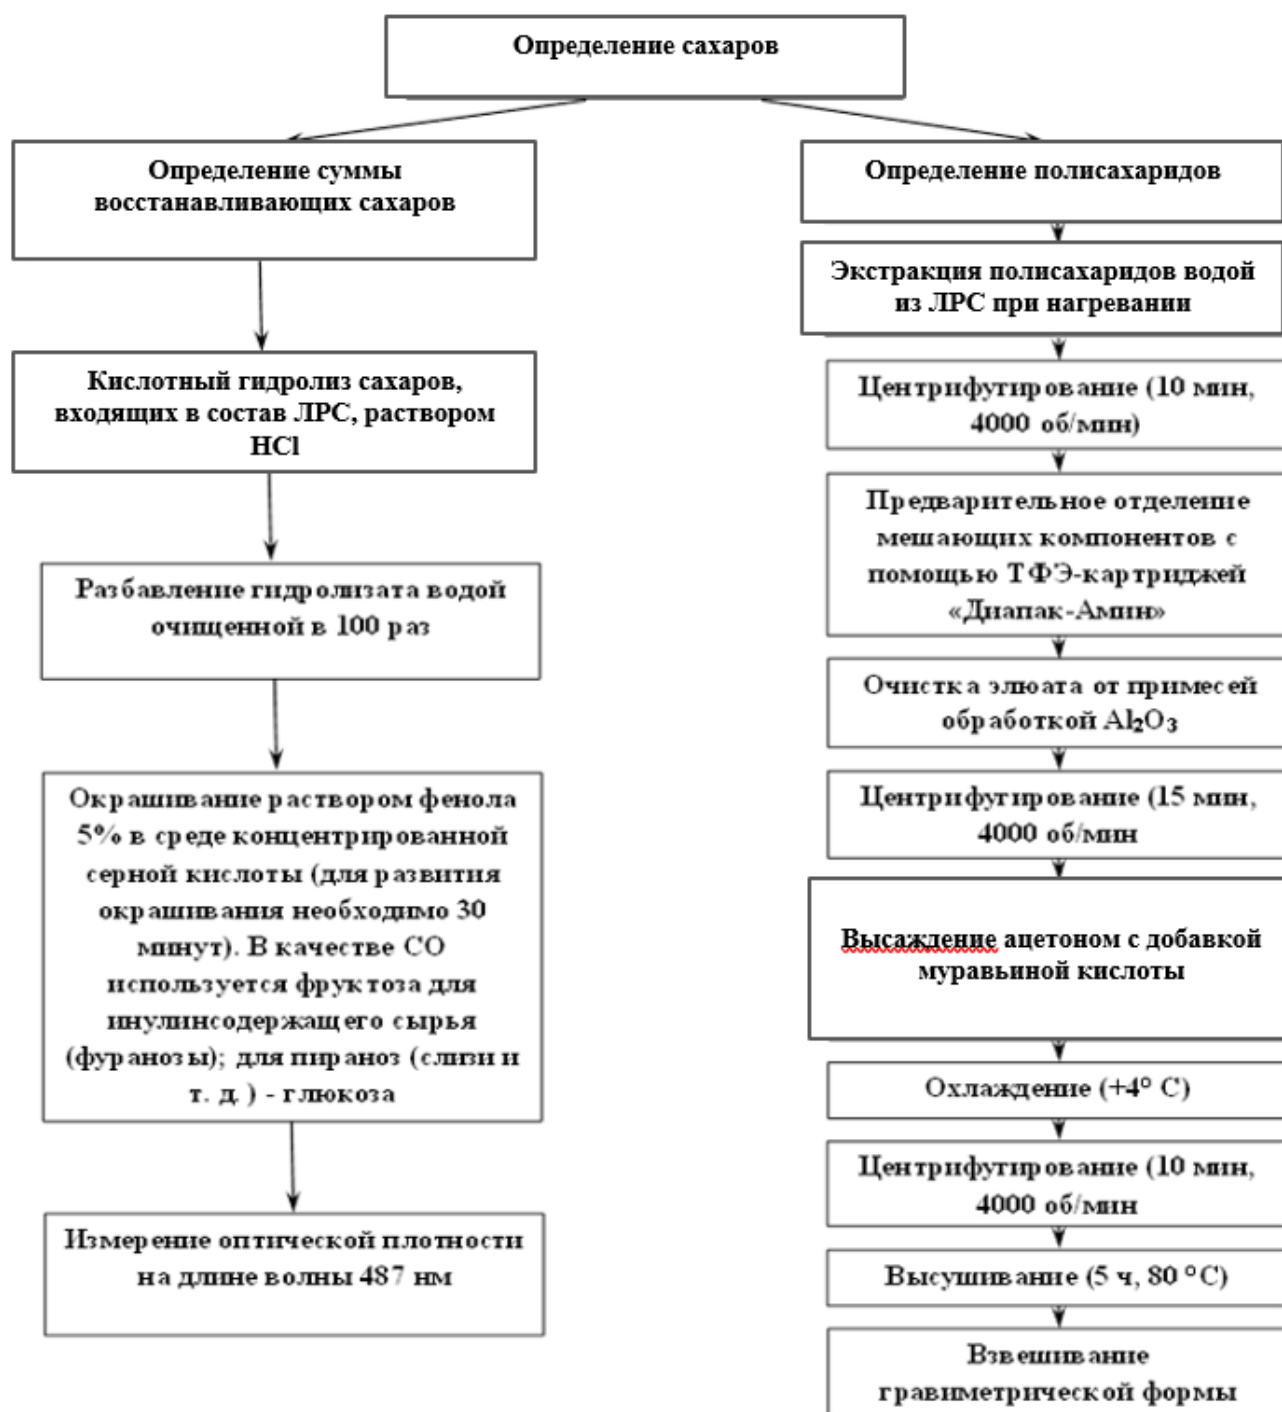 Определение сахаров
Определение суммы
восстанавливающих сахаров
Кислотный гидролиз сахаров,
входящих в состав ЛРС, раствором
HCl
Разбавление гидролизата водой
очищенной в 100 раз
Окрашивание раствором фенола
5% в среде концентрированной
серной кислоты (для развития
окрашивания необходимо 30
минут). В качестве СО
используется фруктоза для
инулинсодержащего сырья
(фуранозы); для пираноз (слизи и
т. д. ) - глюкоза
Измерение оптической плотности
на длине волны 487 нм
Определение полисахаридов
Экстракция полисахаридов водой
из ЛРС при нагревании
Центрифугирование (10 мин,
4000 об/мин)
Предварительное отделение
мешающих компонентов с
помощью ТФЭ-картриджей
«Диапак-Амин»
Очистка элюата от примесей
обработкой Al₂O₃
Центрифугирование (15 мин,
4000 об/мин
Высаждение ацетоном с добавкой
муравьиной кислоты
Охлаждение (+4° С)
Центрифугирование (10 мин,
4000 об/мин
Высушивание (5 ч, 80 °С)
Взвешивание
гравиметрической формы